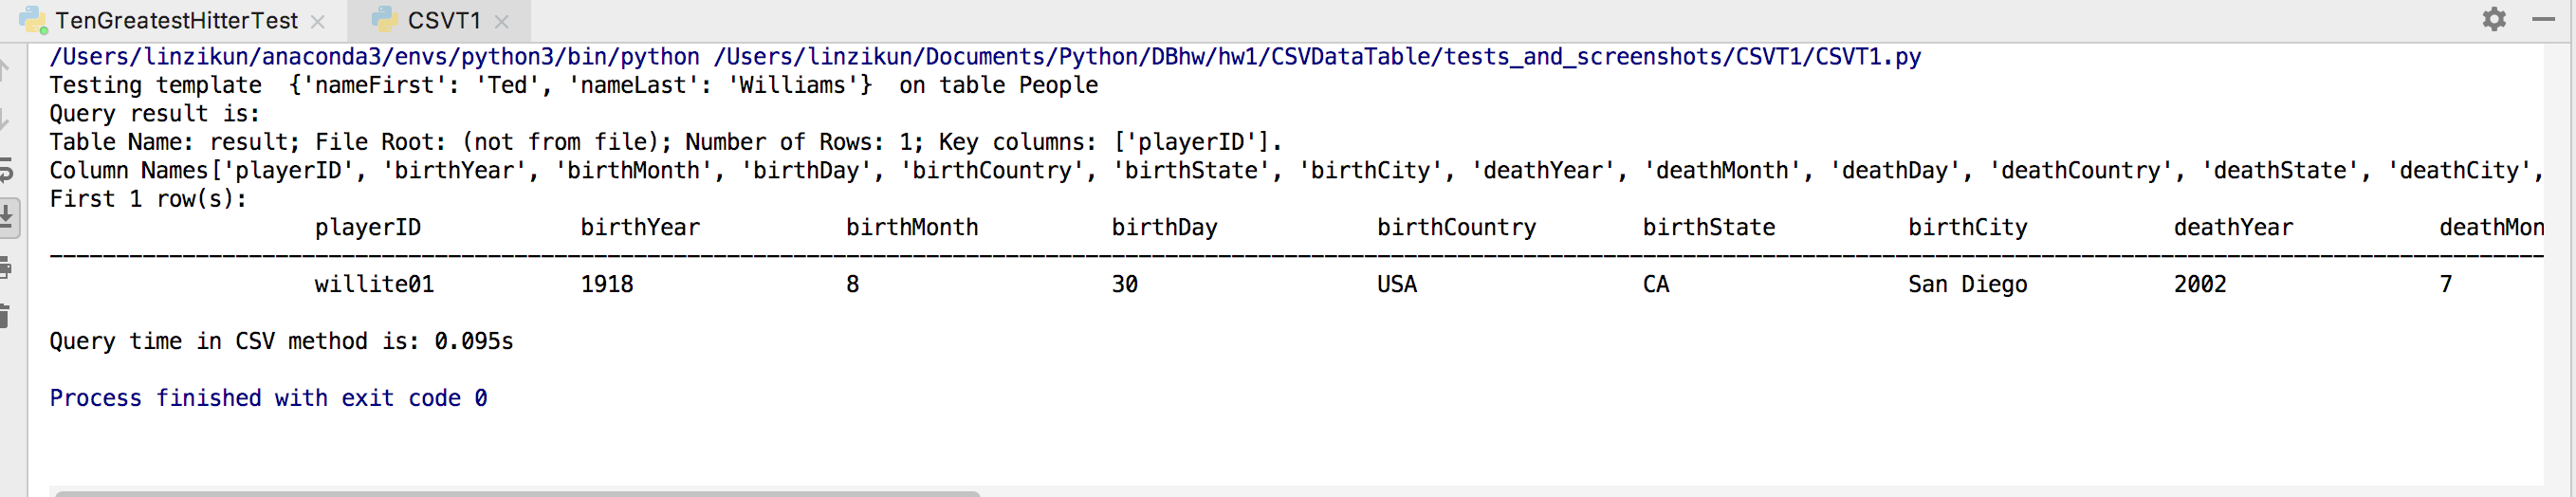 TenGreatestHitterTest CSVT1
/Users/linzikun/anaconda3/envs/python3/bin/python /Users/linzikun/Documents/Python/DBhw/hw1/CSVDataTable/tests_and_screenshots/CSVT1/CSVT1.py
Testing template  {'nameFirst': 'Ted', 'nameLast': 'Williams'}  on table People
Query result is:
Table Name: result; File Root: (not from file); Number of Rows: 1; Key columns: ['playerID'].
Column Names['playerID', 'birthYear', 'birthMonth', 'birthDay', 'birthCountry', 'birthState', 'birthCity', 'deathYear', 'deathMonth', 'deathDay', 'deathCountry', 'deathState', 'deathCity',
First 1 row(s):
playerID birthYear birthMonth birthDay birthCountry birthState birthCity deathYear deathMon
willite01 1918 8 30 USA CA San Diego 2002 7
Query time in CSV method is: 0.095s
Process finished with exit code 0